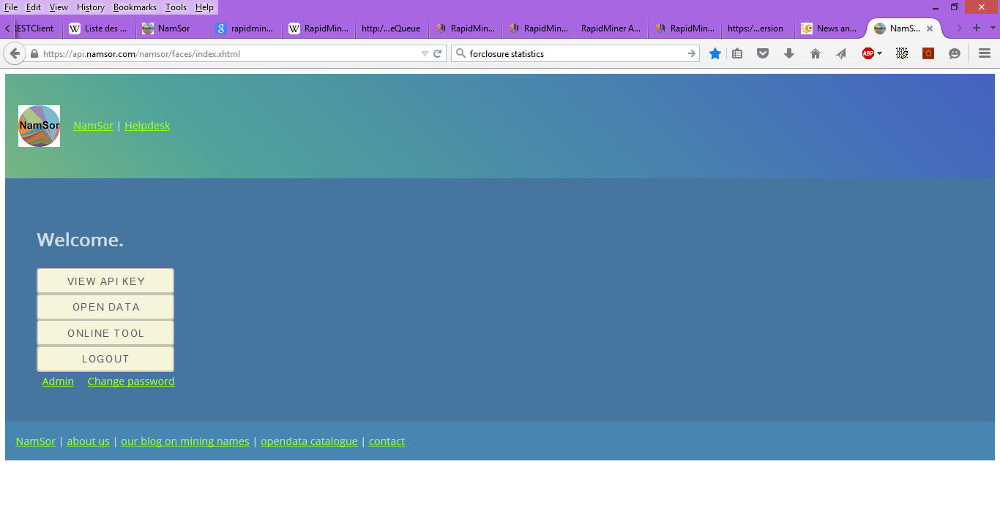 File Edit View History Bookmarks Tools Help
RESTClient Liste des ... NamSor rapidmin... RapidMin... http:/...eQueue RapidMin... RapidMin... RapidMiner A... RapidMin... https:/...ersion News an... NamS...
https://api.namsor.com/namsor/faces/index.xhtml forclosure statistics ABP
NamSor NamSor | Helpdesk
Welcome.
VIEW API KEY
OPEN DATA
ONLINE TOOL
LOGOUT
Admin Change password
NamSor | about us | our blog on mining names | opendata catalogue | contact